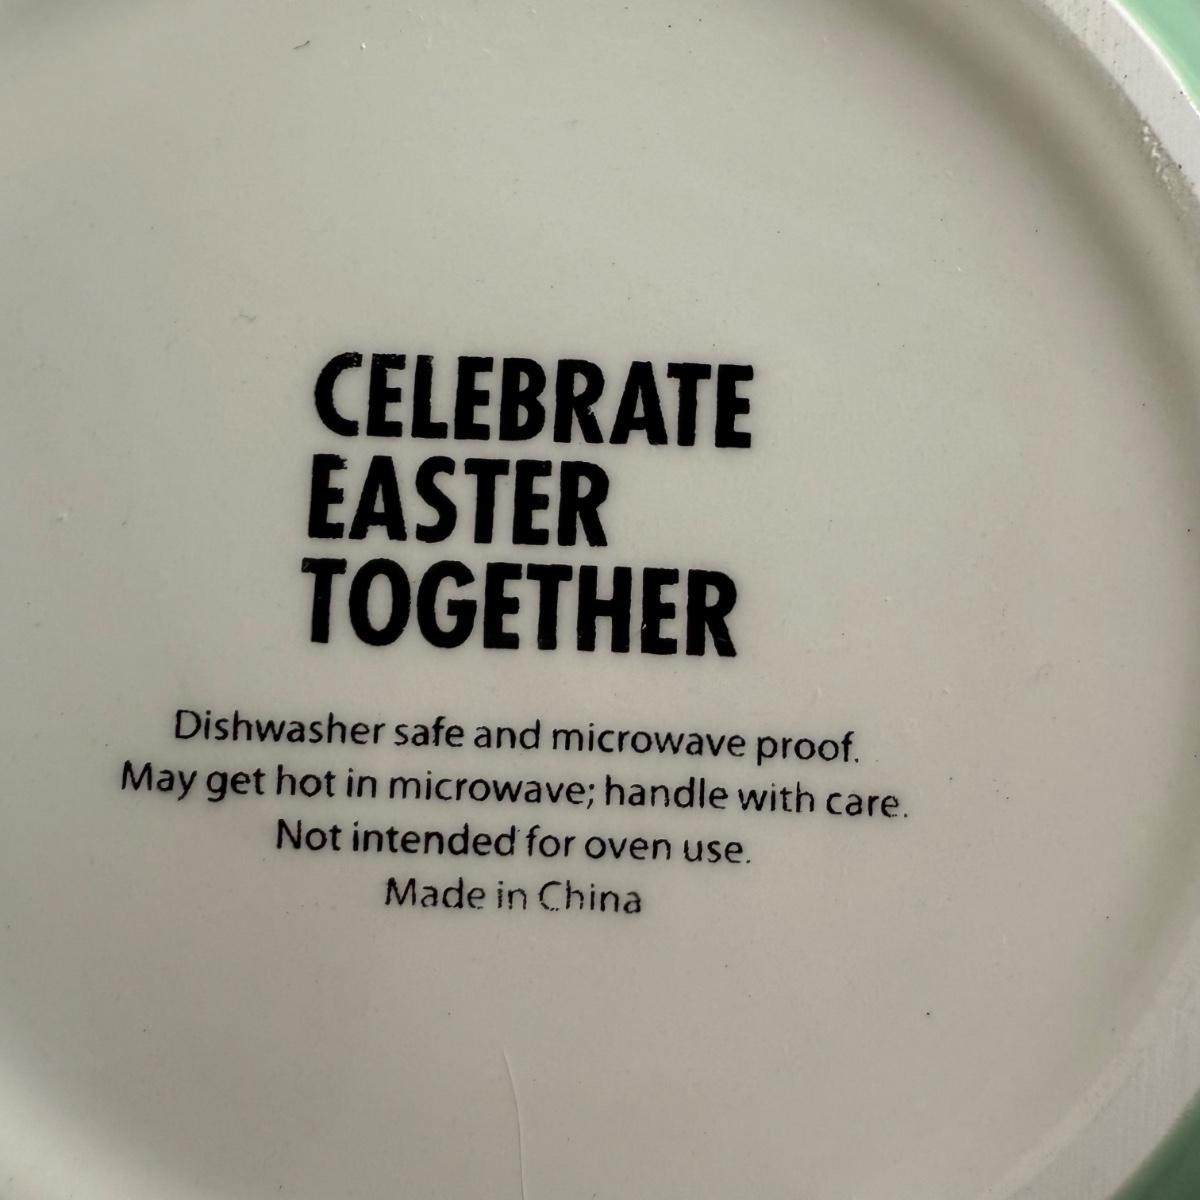 CELEBRATE
EASTER
TOGETHER
Dishwasher safe and microwave proof.
May get hot in microwave; handle with care.
Not intended for oven use.
Made in China